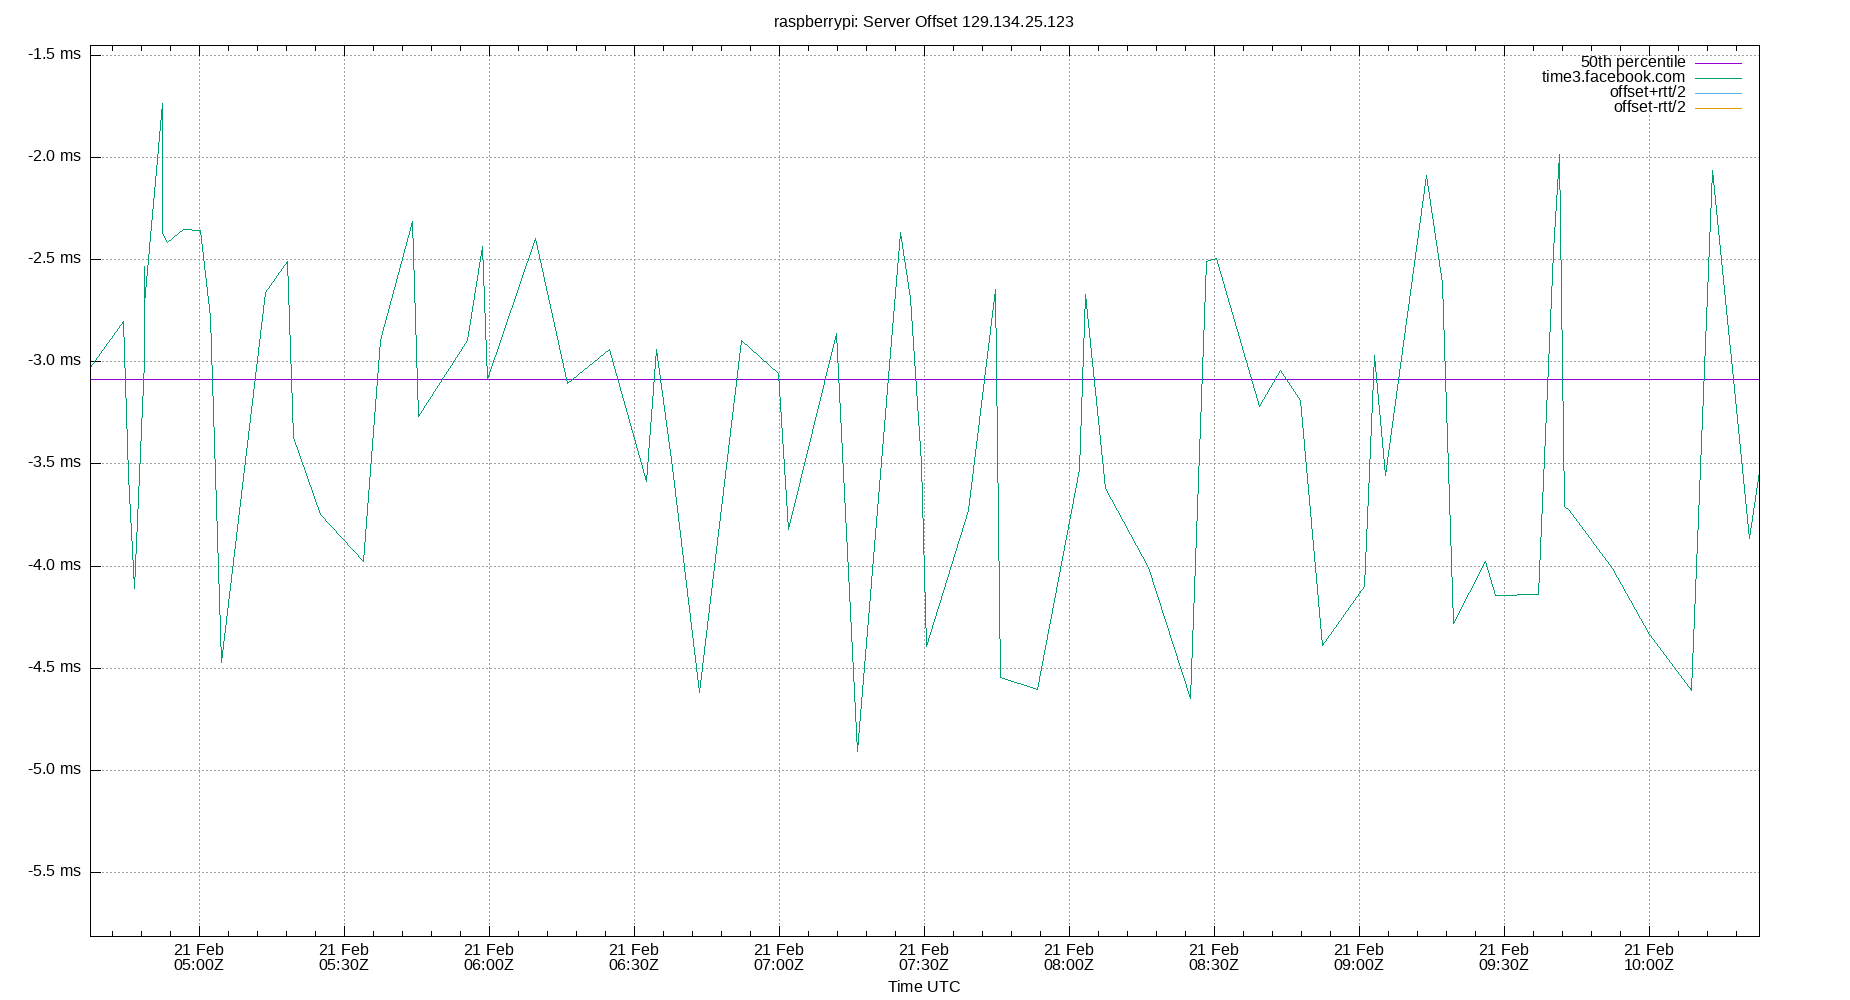 raspberrypi: Server Offset 129.134.25.123
-1.5 ms
-2.0 ms
-2.5 ms
-3.0 ms
-3.5 ms
-4.0 ms
-4.5 ms
-5.0 ms
-5.5 ms
50th percentile
time3.facebook.com
offset+rtt/2
offset-rtt/2
21 Feb 21 Feb 21 Feb 21 Feb 21 Feb 21 Feb 21 Feb 21 Feb 21 Feb 21 Feb 21 Feb
05:00Z 05:30Z 06:00Z 06:30Z 07:00Z 07:30Z 08:00Z 08:30Z 09:00Z 09:30Z 10:00Z
Time UTC